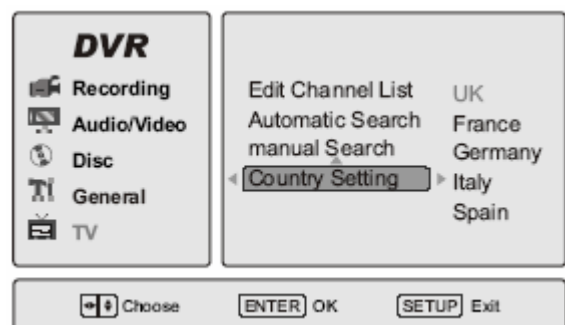 DVR
Recording
Audio/Video
Disc
General
TV
Edit Channel List
Automatic Search
manual Search
Country Setting
UK
France
Germany
Italy
Spain
Choose
ENTER OK
SETUP Exit